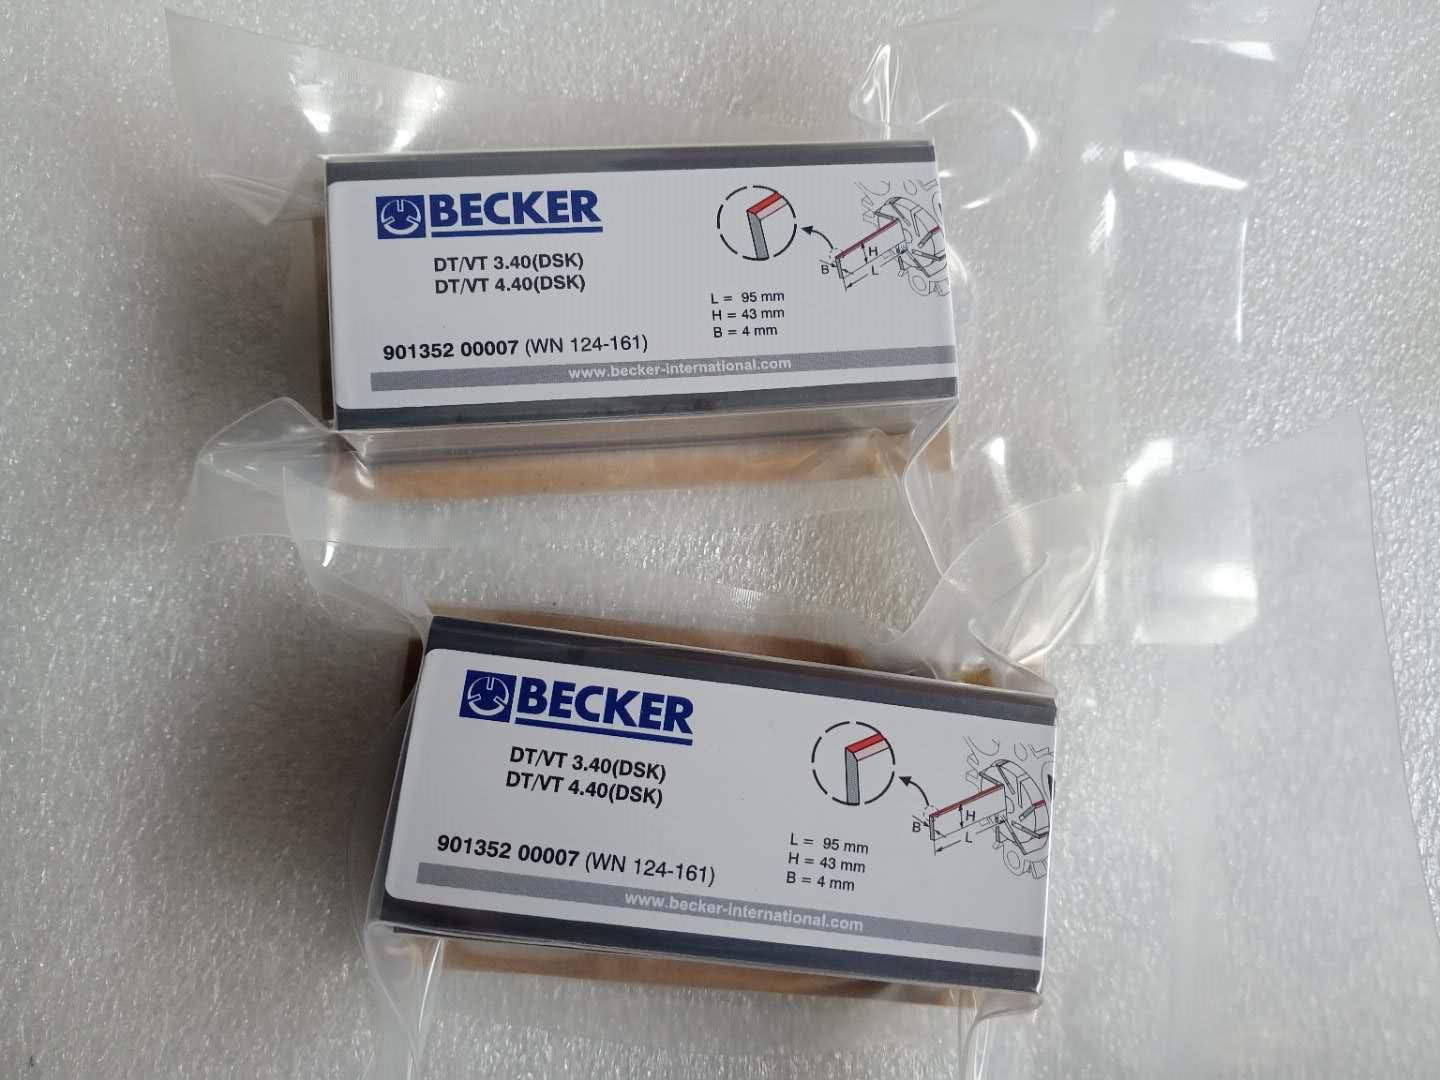 BECKER
DT/VT 3.40(DSK)
DT/VT 4.40(DSK)
B
H
L
L = 95 mm
H = 43 mm
B = 4 mm
901352 00007 (WN 124-161)
www.becker-international.com
BECKER
DT/VT 3.40(DSK)
DT/VT 4.40(DSK)
B
H
L
L = 95 mm
H = 43 mm
B = 4 mm
901352 00007 (WN 124-161)
www.becker-international.com